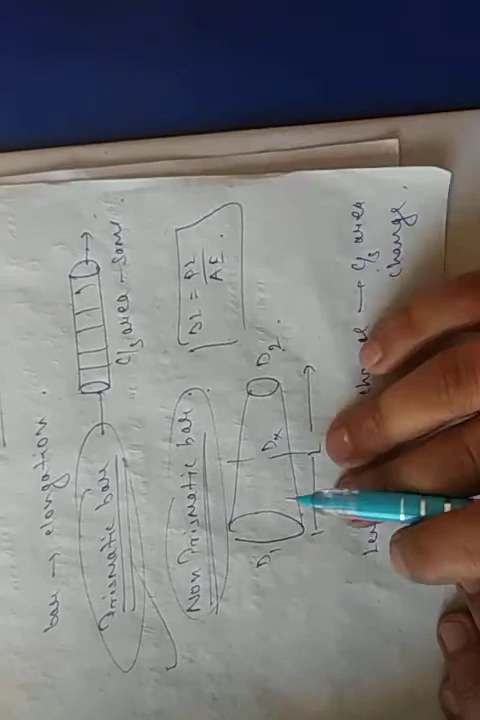 bar → elongation.
Prismatic bar → c/s area - same.
ΔL = PL / AE.
Non Prismatic bar.
D1 Dx D2.
L
→ c/s area change.